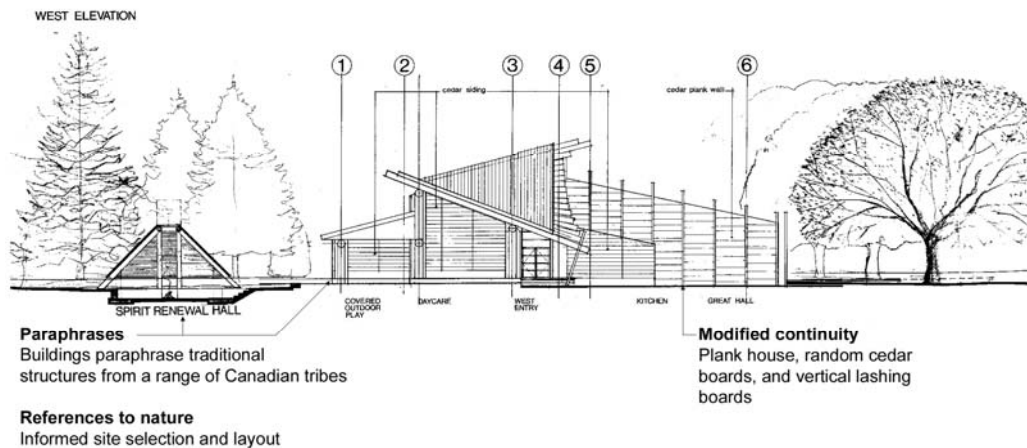 WEST ELEVATION
1 2 3 4 5 6
cedar siding
cedar plank wall
SPIRIT RENEWAL HALL
COVERED
OUTDOOR
PLAY
DAYCARE
WEST
ENTRY
KITCHEN
GREAT HALL
Paraphrases
Buildings paraphrase traditional
structures from a range of Canadian tribes
References to nature
Informed site selection and layout
Modified continuity
Plank house, random cedar
boards, and vertical lashing
boards